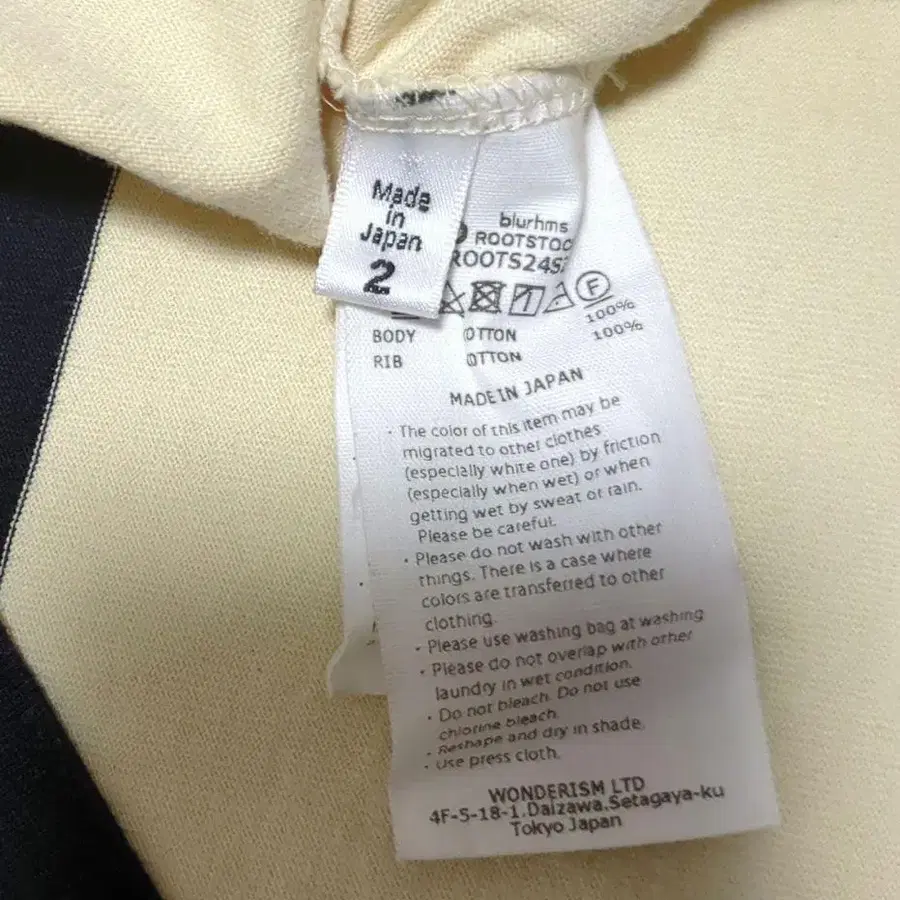 Made
in
Japan
2
blurhms
ROOTSTOC
ROOTS24S
F
BODY OTTON 100%
RIB OTTON 100%
MADE IN JAPAN
· The color of this item may be
migrated to other clothes
(especially white one) by friction
(especially when wet) or when
getting wet by sweat or rain.
Please be careful.
· Please do not wash with other
things. There is a case where
colors are transferred to other
clothing.
· Please use washing bag at washing
· Please do not overlap with other
laundry in wet condition.
· Do not bleach. Do not use
chlorine bleach.
· Reshape and dry in shade.
· Use press cloth.
WONDERISM LTD
4F-5-18-1.Daizawa.Setagaya-ku
Tokyo Japan